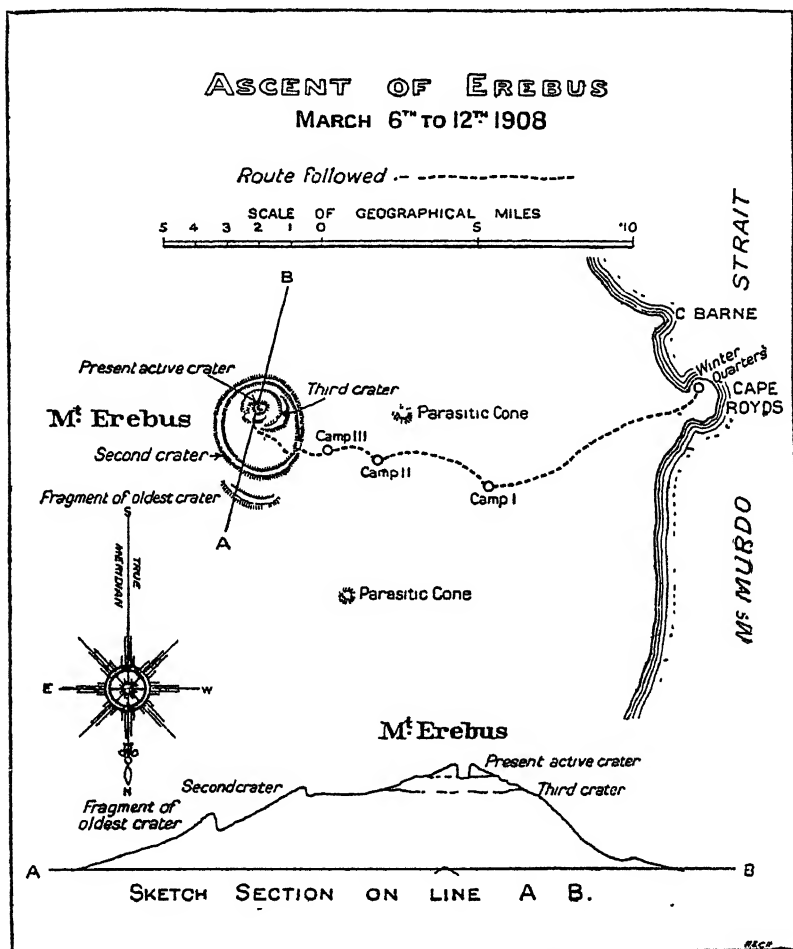 ASCENT OF EREBUS
MARCH 6TH TO 12TH 1908
Route followed
SCALE OF GEOGRAPHICAL MILES
5 4 3 2 1 0 5 10
STRAIT
B
C BARNE
Present active crater
Third crater
Winter Quarters
Mt. Erebus
Parasitic Cone
CAPE ROYDS
Second crater
Camp III
Camp II
Camp I
Fragment of oldest crater
A
S
TRUE MERIDIAN
Parasitic Cone
Mc MURDO
E W
N
Mt. Erebus
Present active crater
Second crater
Third crater
Fragment of
oldest crater
A B
SKETCH SECTION ON LINE A B.